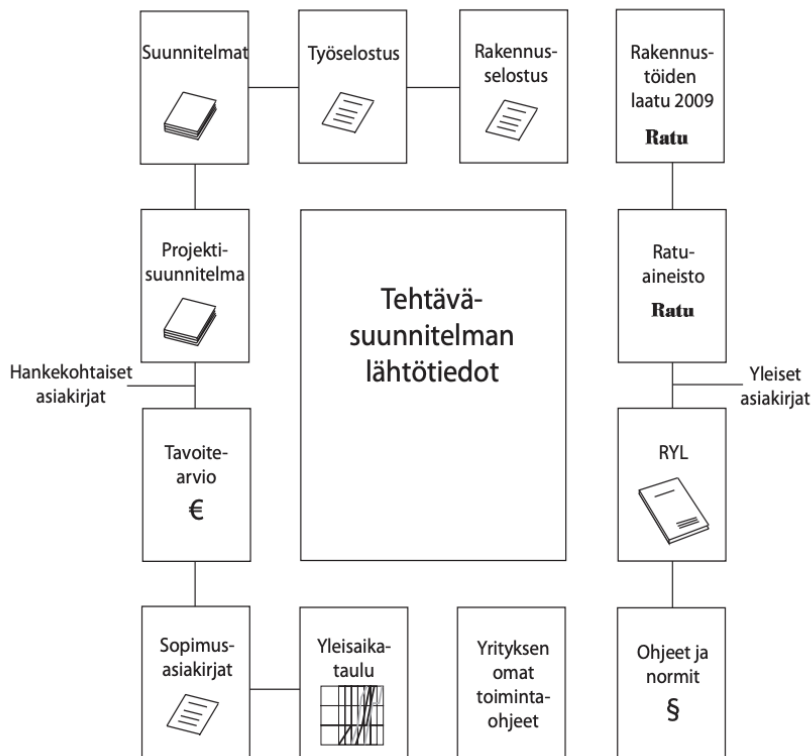 Suunnitelmat
Työselostus
Rakennus-
selostus
Rakennus-
töiden
laatu 2009
Ratu
Projekti-
suunnitelma
Tehtävä-
suunnitelman
lähtötiedot
Ratu-
aineisto
Ratu
Hankekohtaiset
asiakirjat
Yleiset
asiakirjat
Tavoite-
arvio
€
RYL
Sopimus-
asiakirjat
Yleisaika-
taulu
Yrityksen
omat
toiminta-
ohjeet
Ohjeet ja
normit
§